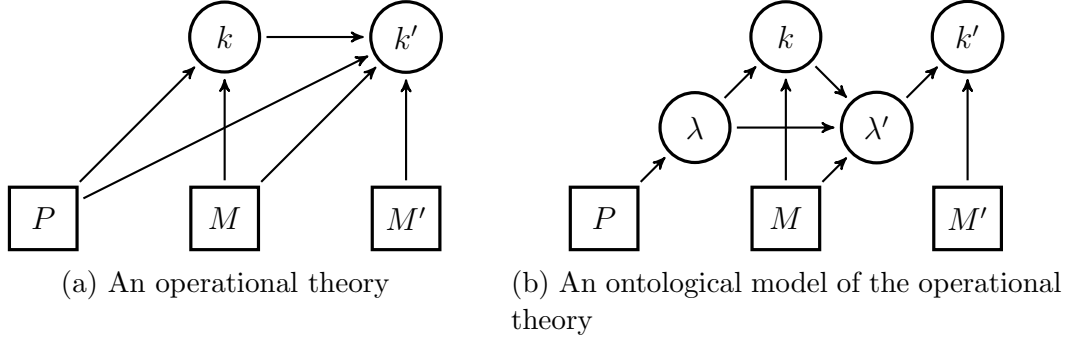 k k′
P M M′
(a) An operational theory
k k′
λ λ′
P M M′
(b) An ontological model of the operational
theory